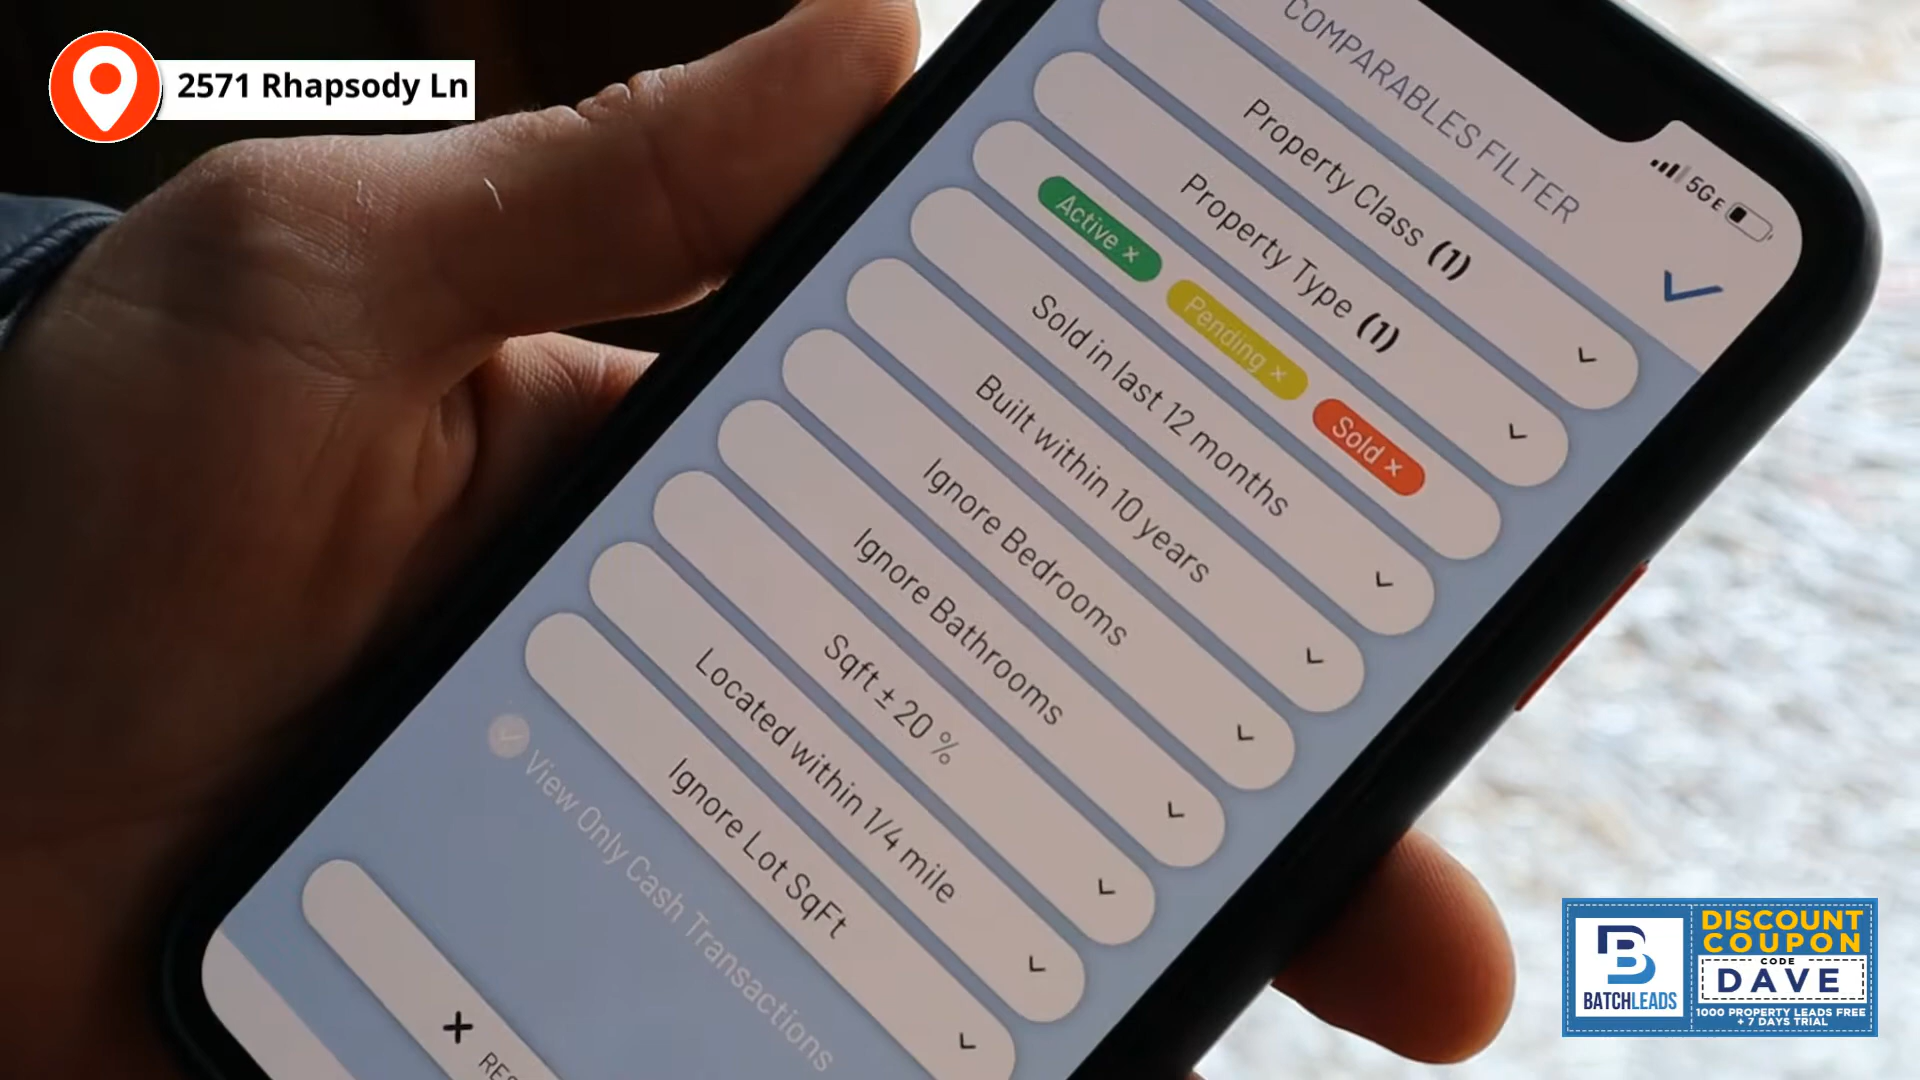 2571 Rhapsody Ln
COMPARABLES FILTER
5GE
Property Class (1)
Property Type (1)
Active × Pending × Sold ×
Sold in last 12 months
Built within 10 years
Ignore Bedrooms
Ignore Bathrooms
Sqft ± 20 %
Located within 1/4 mile
Ignore Lot SqFt
View Only Cash Transactions
+
B
BATCHLEADS
DISCOUNT
COUPON
CODE
DAVE
1000 PROPERTY LEADS FREE
+ 7 DAYS TRIAL